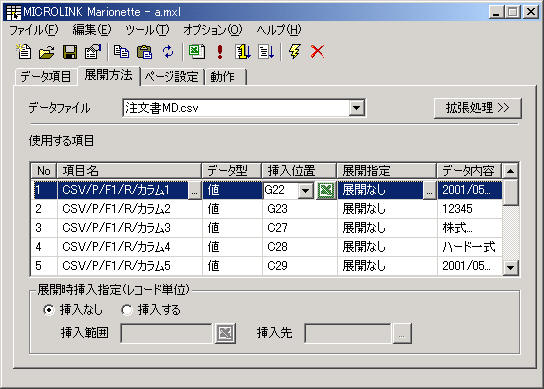 MICROLINK Marionette - a.mxl
ファイル(F) 編集(E) ツール(T) オプション(O) ヘルプ(H)
データ項目 展開方法 ページ設定 動作
データファイル 注文書MD.csv 拡張処理 >>
使用する項目
No 項目名 データ型 挿入位置 展開指定 データ内容
1 CSV/P/F1/R/カラム1 ... 値 G22 展開なし ... 2001/05...
2 CSV/P/F1/R/カラム2 値 G23 展開なし 12345
3 CSV/P/F1/R/カラム3 値 C27 展開なし 株式...
4 CSV/P/F1/R/カラム4 値 C28 展開なし ハード一式
5 CSV/P/F1/R/カラム5 値 C29 展開なし 2001/05...
展開時挿入指定(レコード単位)
挿入なし 挿入する
挿入範囲 挿入先 ...